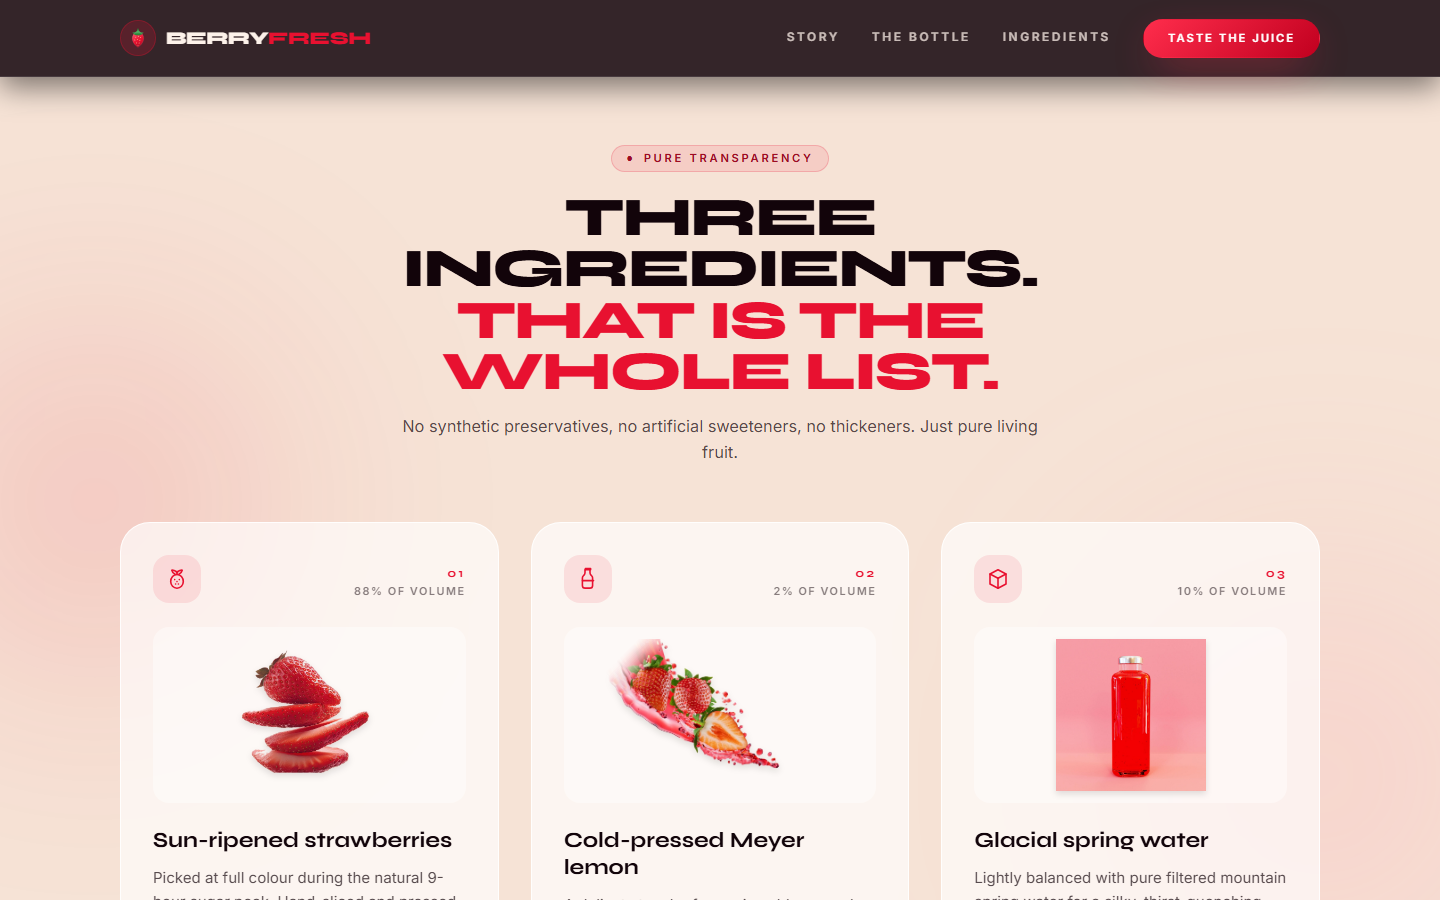 BERRYFRESH
STORY
THE BOTTLE
INGREDIENTS
TASTE THE JUICE
PURE TRANSPARENCY
THREE
INGREDIENTS.
THAT IS THE
WHOLE LIST.
No synthetic preservatives, no artificial sweeteners, no thickeners. Just pure living
fruit.
01
88% OF VOLUME
Sun-ripened strawberries
Picked at full colour during the natural 9-
02
2% OF VOLUME
Cold-pressed Meyer
lemon
03
10% OF VOLUME
Glacial spring water
Lightly balanced with pure filtered mountain